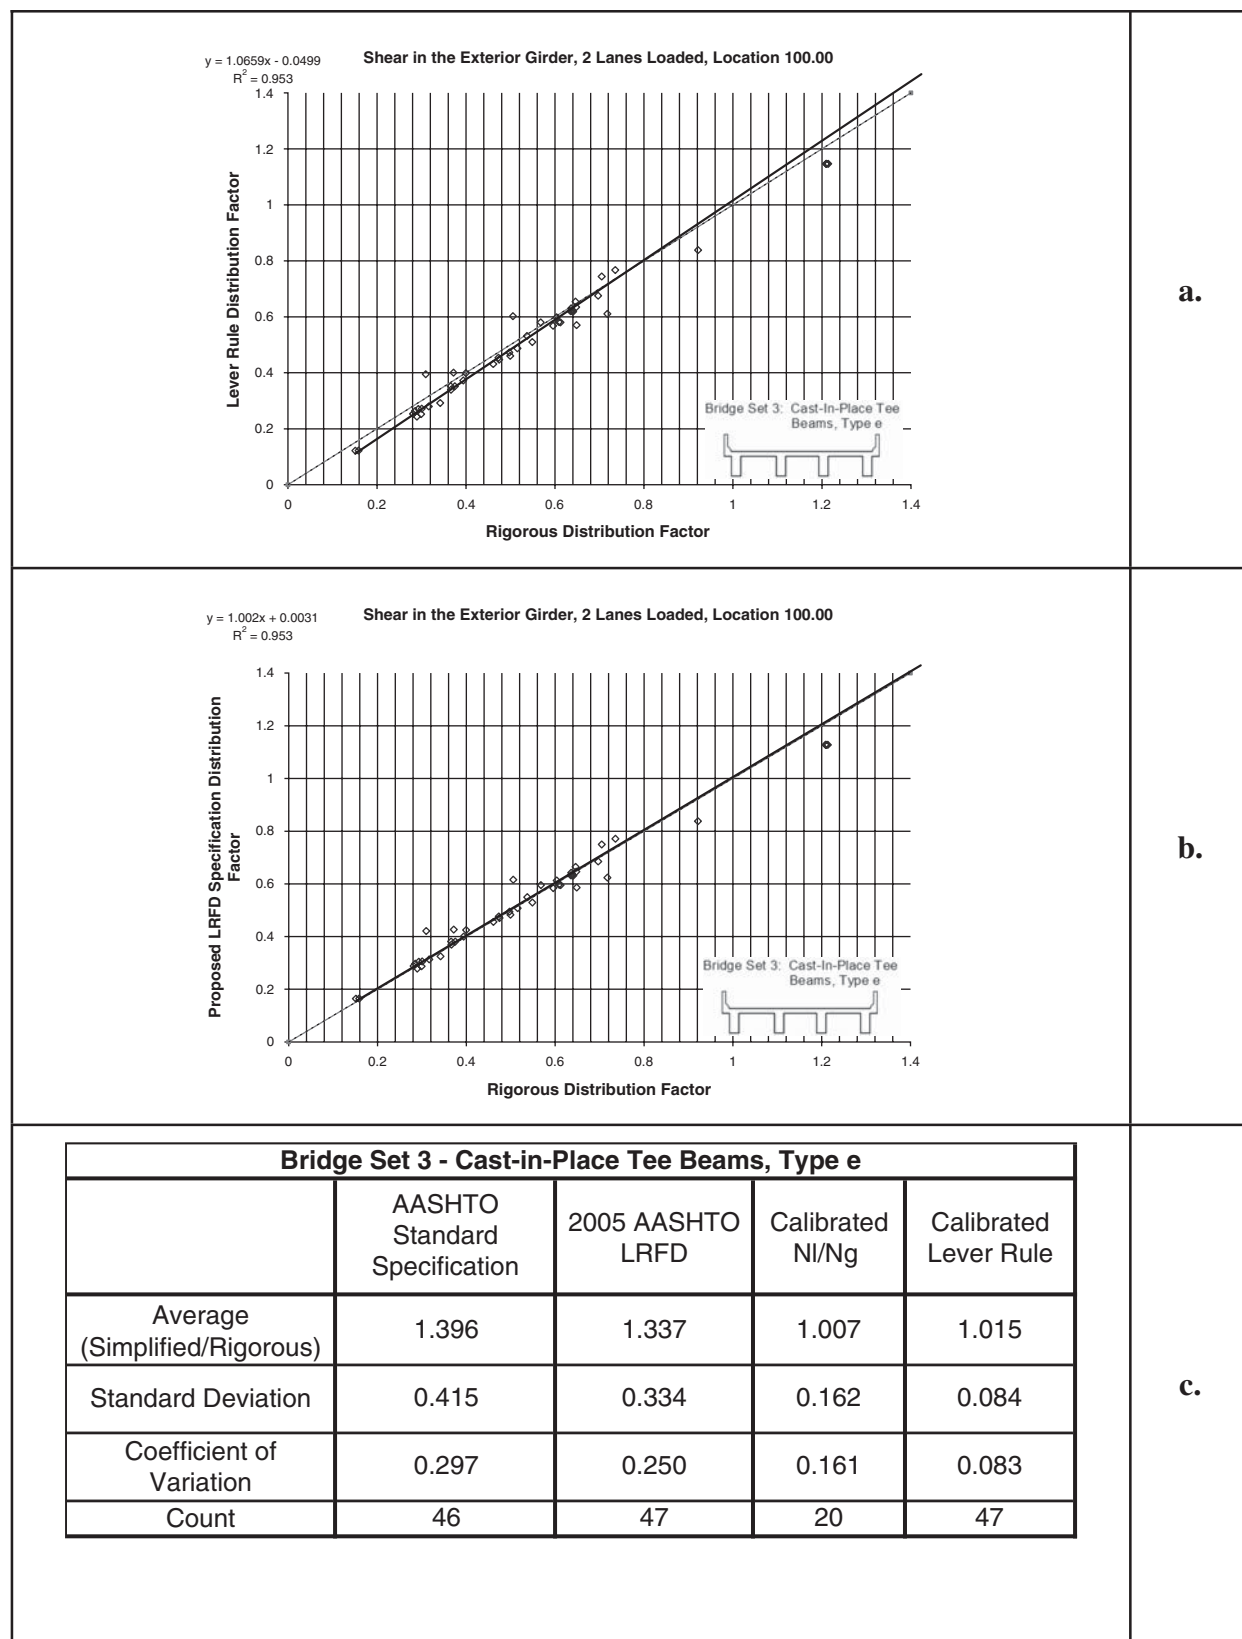 y = 1.0659x - 0.0499
R² = 0.953
Shear in the Exterior Girder, 2 Lanes Loaded, Location 100.00
Lever Rule Distribution Factor
1.4
1.2
1
0.8
0.6
0.4
0.2
0
0 0.2 0.4 0.6 0.8 1 1.2 1.4
Rigorous Distribution Factor
Bridge Set 3: Cast-In-Place Tee
Beams, Type e
a.
y = 1.002x + 0.0031
R² = 0.953
Shear in the Exterior Girder, 2 Lanes Loaded, Location 100.00
Proposed LRFD Specification Distribution
Factor
1.4
1.2
1
0.8
0.6
0.4
0.2
0
0 0.2 0.4 0.6 0.8 1 1.2 1.4
Rigorous Distribution Factor
Bridge Set 3: Cast-In-Place Tee
Beams, Type e
b.
Bridge Set 3 - Cast-in-Place Tee Beams, Type e
AASHTO
Standard
Specification
2005 AASHTO
LRFD
Calibrated
Nl/Ng
Calibrated
Lever Rule
Average
(Simplified/Rigorous)
1.396 1.337 1.007 1.015
Standard Deviation 0.415 0.334 0.162 0.084
Coefficient of
Variation
0.297 0.250 0.161 0.083
Count 46 47 20 47
c.